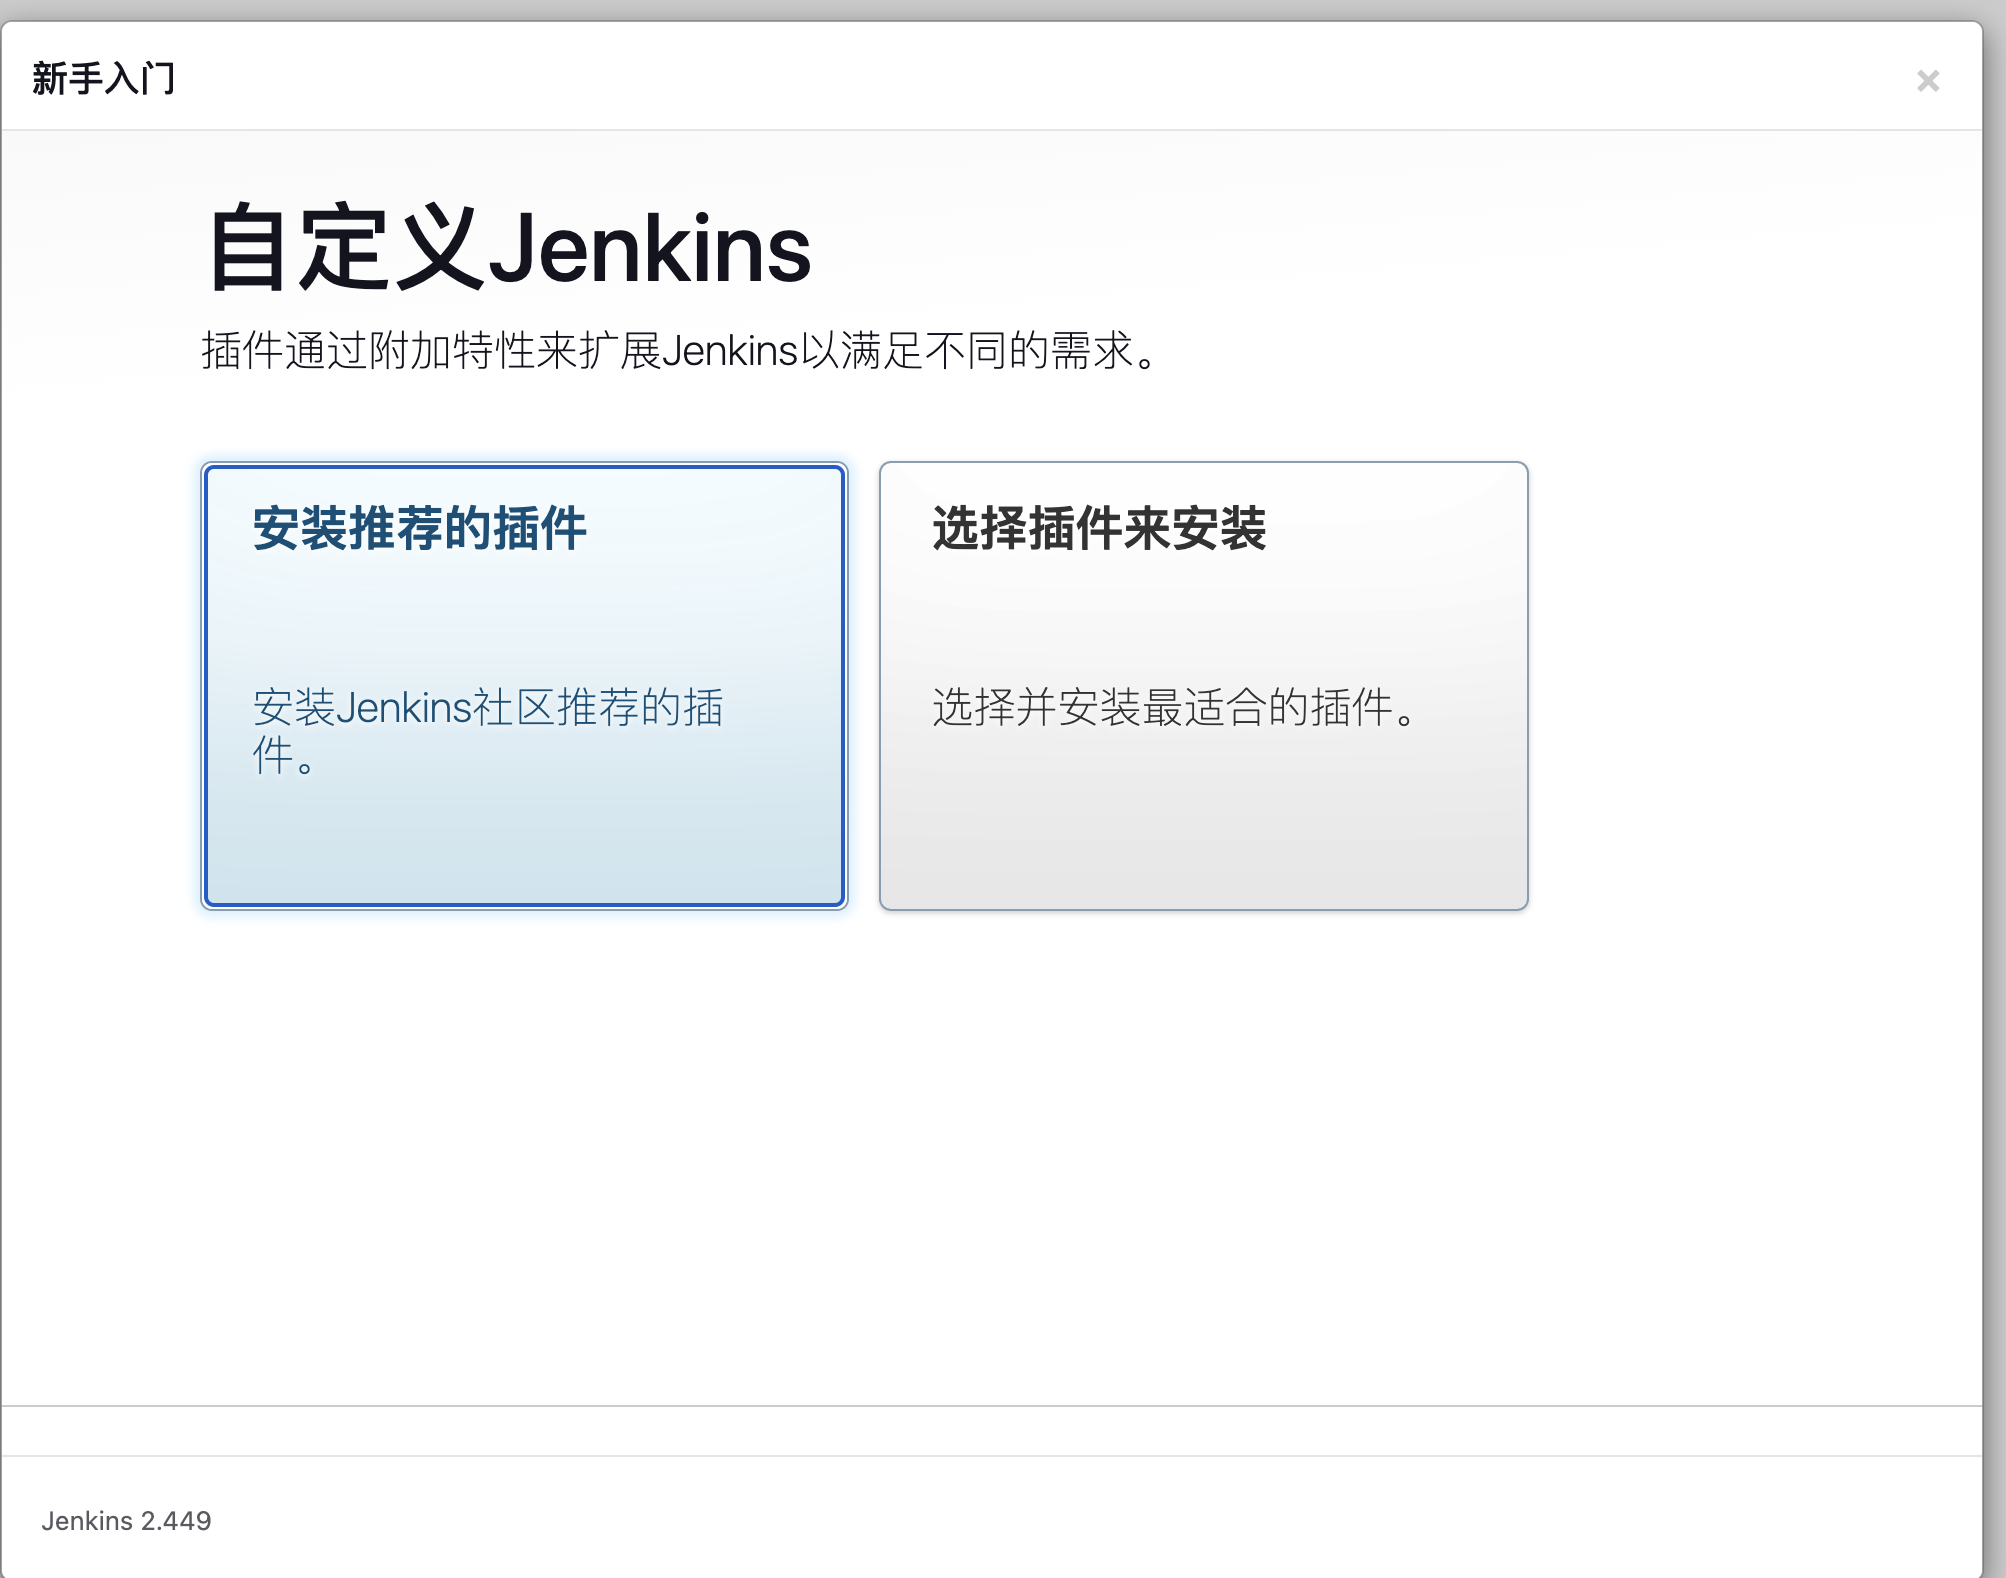 新手入门
自定义Jenkins
插件通过附加特性来扩展Jenkins以满足不同的需求。
安装推荐的插件
安装Jenkins社区推荐的插
件。
选择插件来安装
选择并安装最适合的插件。
Jenkins 2.449